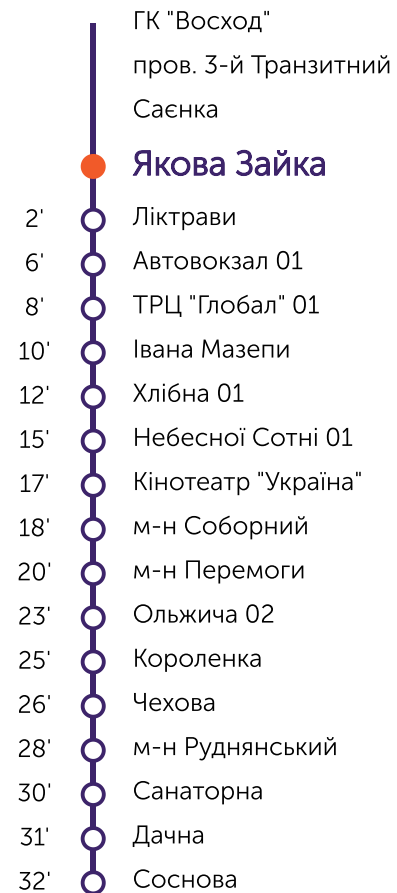 ГК "Восход"
пров. 3-й Транзитний
Саєнка
Якова Зайка
2' Ліктрави
6' Автовокзал 01
8' ТРЦ "Глобал" 01
10' Івана Мазепи
12' Хлібна 01
15' Небесної Сотні 01
17' Кінотеатр "Україна"
18' м-н Соборний
20' м-н Перемоги
23' Ольжича 02
25' Короленка
26' Чехова
28' м-н Руднянський
30' Санаторна
31' Дачна
32' Соснова